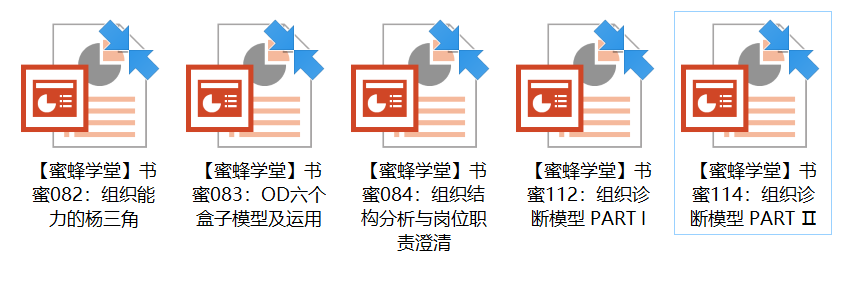 【蜜蜂学堂】书
蜜082：组织能
力的杨三角
【蜜蜂学堂】书
蜜083：OD六个
盒子模型及运用
【蜜蜂学堂】书
蜜084：组织结
构分析与岗位职
责澄清
【蜜蜂学堂】书
蜜112：组织诊
断模型 PART Ⅰ
【蜜蜂学堂】书
蜜114：组织诊
断模型 PART Ⅱ